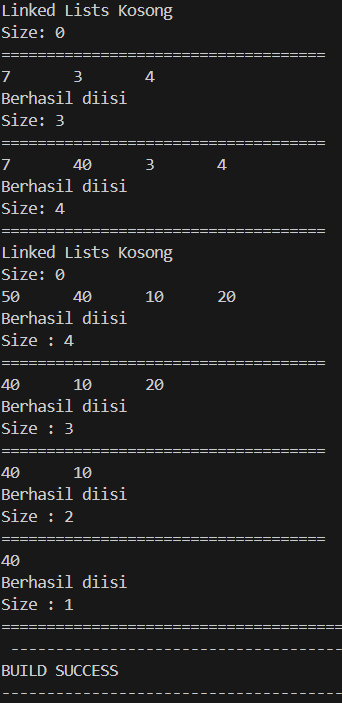 Linked Lists Kosong
Size: 0
====================================
7	3	4
Berhasil diisi
Size: 3
====================================
7	40	3	4
Berhasil diisi
Size: 4
====================================
Linked Lists Kosong
Size: 0
50	40	10	20
Berhasil diisi
Size : 4
====================================
40	10	20
Berhasil diisi
Size : 3
====================================
40	10
Berhasil diisi
Size : 2
====================================
40
Berhasil diisi
Size : 1
======================================
 -------------------------------------
BUILD SUCCESS
--------------------------------------